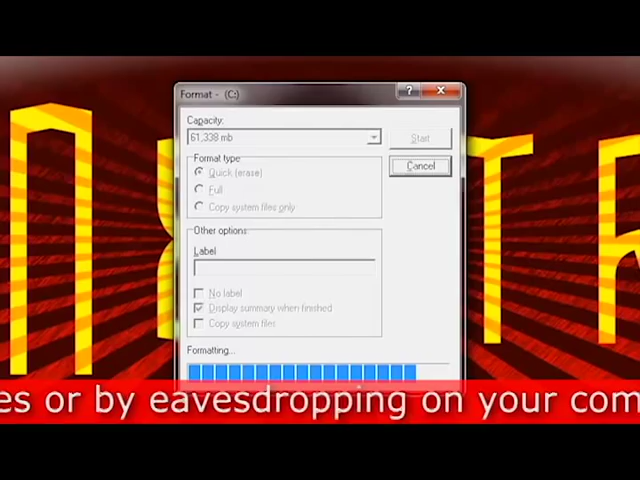 Format - (C:)
?
X
Capacity:
61,338 mb
Start
Format type
Cancel
Quick (erase)
Full
Copy system files only
Other options:
Label
No label
Display summary when finished
Copy system files
Formatting...
es or by eavesdropping on your com